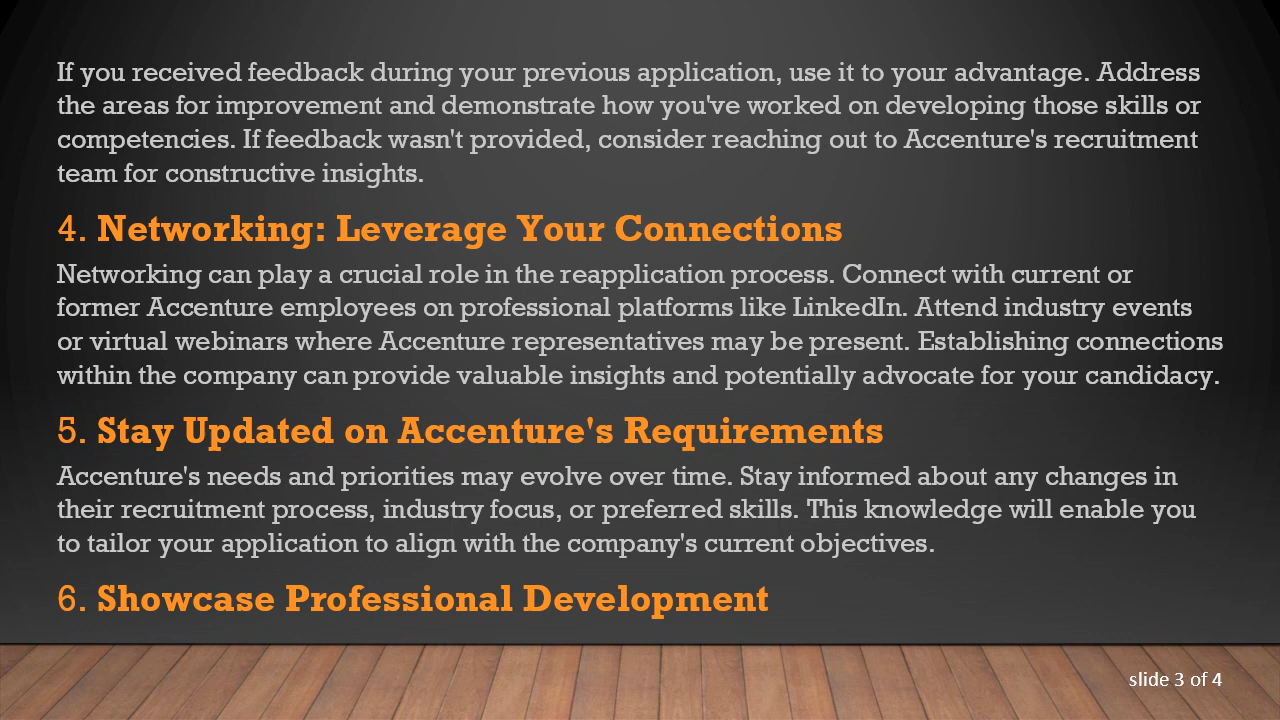 If you received feedback during your previous application, use it to your advantage. Address
the areas for improvement and demonstrate how you've worked on developing those skills or
competencies. If feedback wasn't provided, consider reaching out to Accenture's recruitment
team for constructive insights.
4. Networking: Leverage Your Connections
Networking can play a crucial role in the reapplication process. Connect with current or
former Accenture employees on professional platforms like LinkedIn. Attend industry events
or virtual webinars where Accenture representatives may be present. Establishing connections
within the company can provide valuable insights and potentially advocate for your candidacy.
5. Stay Updated on Accenture's Requirements
Accenture's needs and priorities may evolve over time. Stay informed about any changes in
their recruitment process, industry focus, or preferred skills. This knowledge will enable you
to tailor your application to align with the company's current objectives.
6. Showcase Professional Development
slide 3 of 4